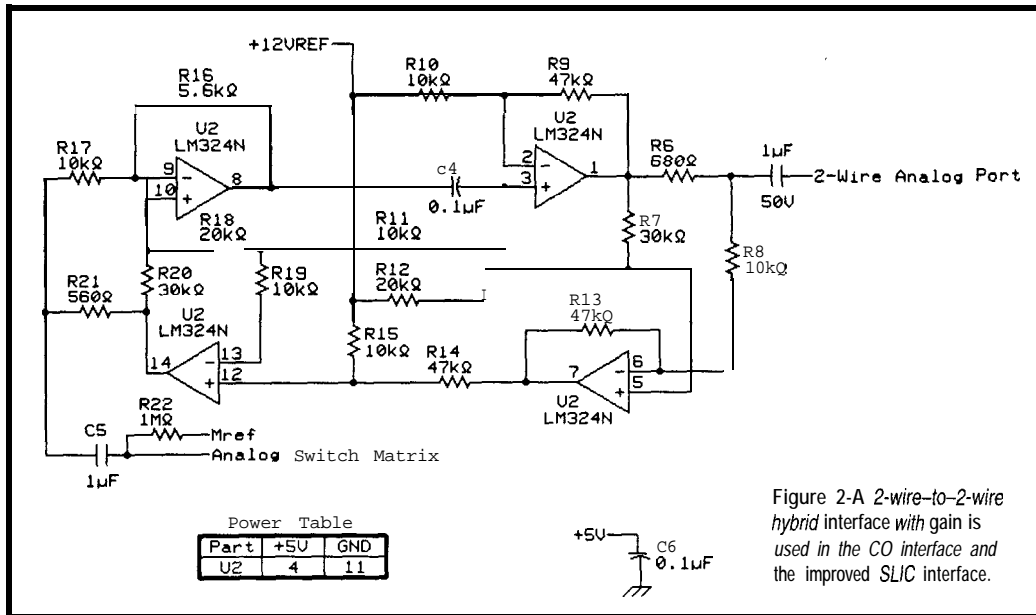 +12VREF
R16
5.6kΩ
R10
10kΩ
R9
47kΩ
U2
LM324N
R17
10kΩ
9
10
8
U2
LM324N
2
3
1
R6
680Ω
1µF
50V
2-Wire Analog Port
C4
0.1µF
R18
20kΩ
R11
10kΩ
R7
30kΩ
R8
10kQ
R21
560Ω
R20
30kΩ
R19
10kΩ
R12
20kΩ
U2
LM324N
R13
47kQ
R15
10kΩ
R14
47kΩ
14
13
12
7
6
5
U2
LM324N
R22
1MΩ
C5
1µF
Mref
Analog Switch Matrix
Power Table
Part +5V GND
U2 4 11
+5V
C6
0.1µF
Figure 2-A 2-wire–to–2-wire
hybrid interface with gain is
used in the CO interface and
the improved SLIC interface.